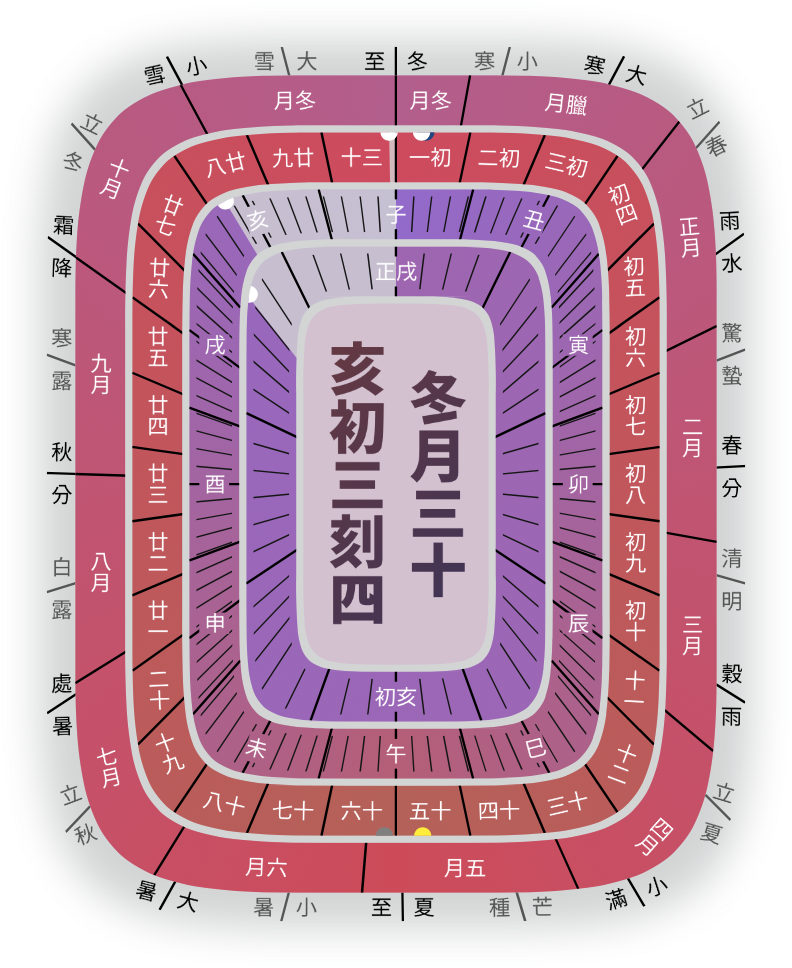 冬至
小寒
大寒
立春
雨水
驚蟄
春分
清明
穀雨
立夏
小滿
芒種
夏至
小暑
大暑
立秋
處暑
白露
秋分
寒露
霜降
立冬
小雪
大雪
冬月
臘月
正月
二月
三月
四月
五月
六月
七月
八月
九月
十月
冬月
初一
初二
初三
初四
初五
初六
初七
初八
初九
初十
十一
十二
十三
十四
十五
十六
十七
十八
十九
二十
廿一
廿二
廿三
廿四
廿五
廿六
廿七
廿八
廿九
三十
子
丑
寅
卯
辰
巳
午
未
申
酉
戌
亥
戌正
亥初
冬月三十
亥初三刻四